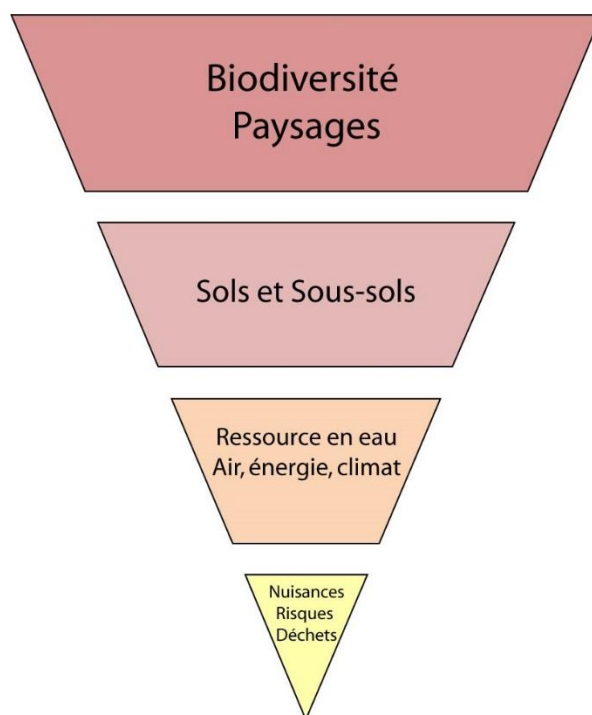 Biodiversité
Paysages
Sols et Sous-sols
Ressource en eau
Air, énergie, climat
Nuisances
Risques
Déchets